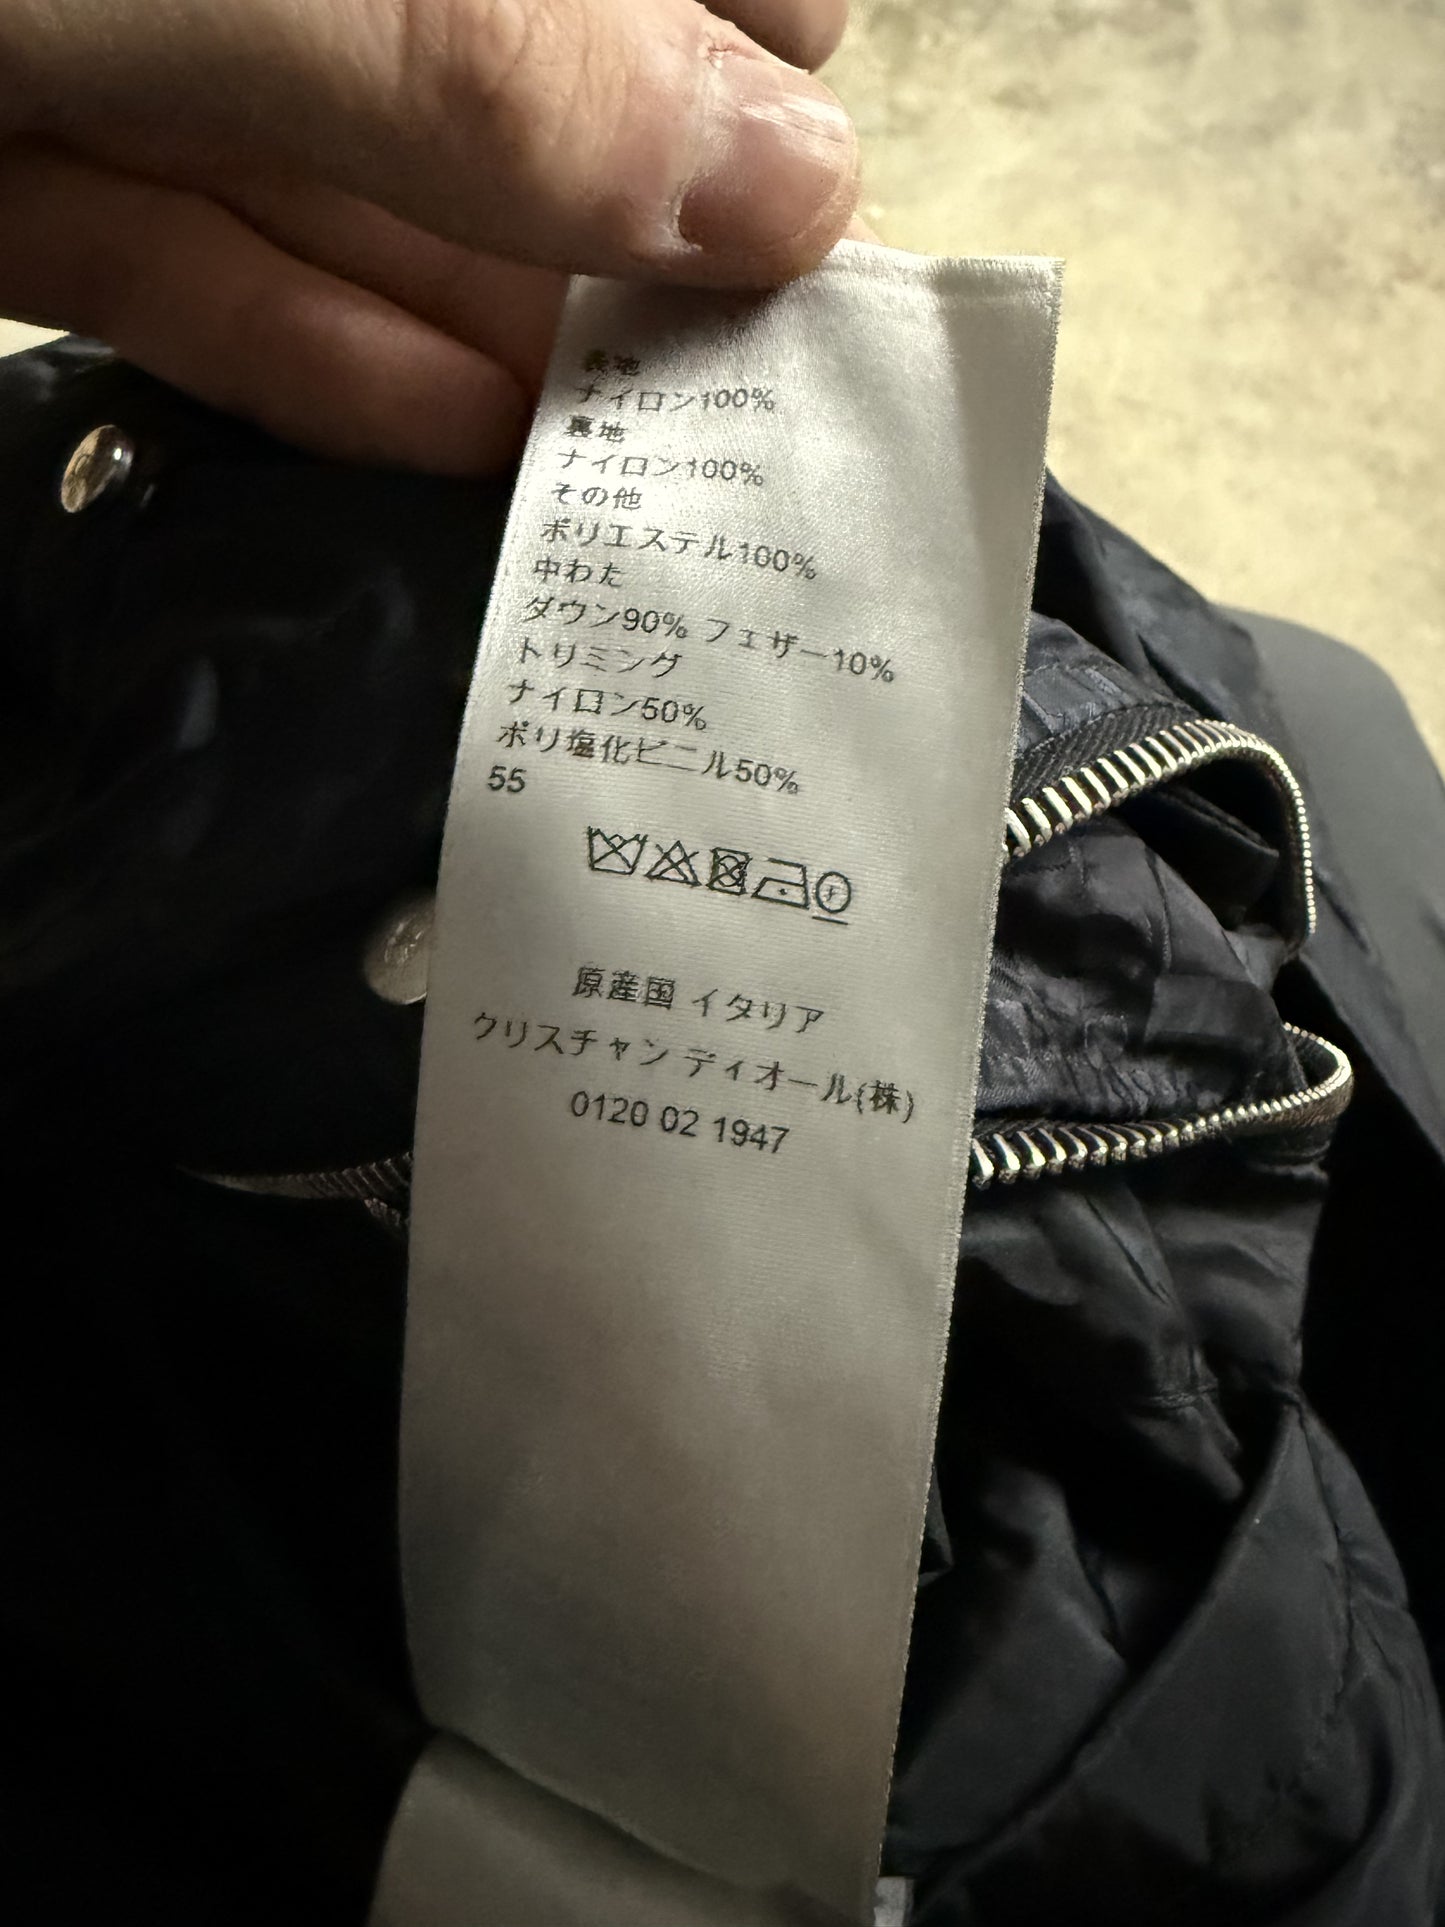 表地
ナイロン100%
裏地
ナイロン100%
その他
ポリエステル100%
中わた
ダウン90% フェザー10%
トリミング
ナイロン50%
ポリ塩化ビニル50%
55
原産国 イタリア
クリスチャン ディオール(株)
0120 02 1947